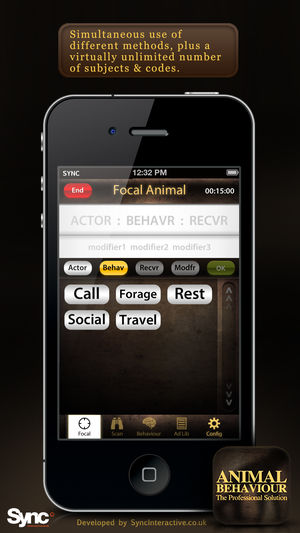 Simultaneous use of
different methods, plus a
virtually unlimited number
of subjects & codes.
SYNC 12:32 PM
End Focal Animal 00:15:00
ACTOR : BEHAVR : RECVR
modifier1 modifier2 modifier3
Actor Behav Recvr Modfr OK
Call Forage Rest
Social Travel
Focal Scan Behaviour Ad Lib Config
ANIMAL
BEHAVIOUR
The Professional Solution
Sync
Developed by Syncinteractive.co.uk